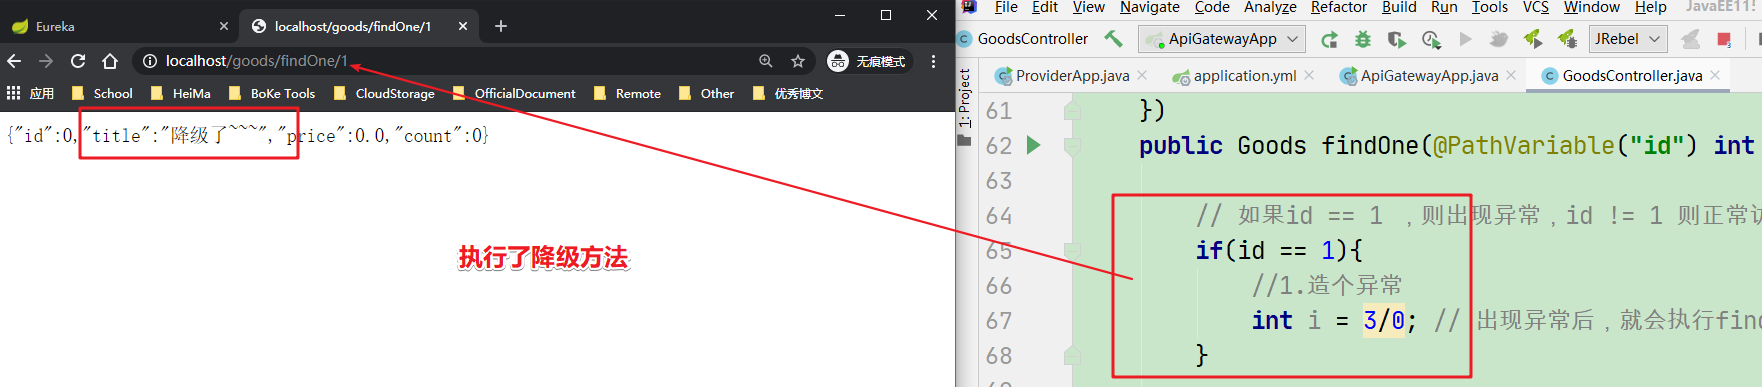 Eureka
localhost/goods/findOne/1
localhost/goods/findOne/1
无痕模式
应用 School HeiMa BoKe Tools CloudStorage OfficialDocument Remote Other 优秀博文
{"id":0,"title":"降级了~~~","price":0.0,"count":0}
执行了降级方法
File Edit View Navigate Code Analyze Refactor Build Run Tools VCS Window Help JavaEE11!
GoodsController ApiGatewayApp JRebel
ProviderApp.java application.yml ApiGatewayApp.java GoodsController.java
1: Project
61 })
62 public Goods findOne(@PathVariable("id") int
63
64 // 如果id == 1 ，则出现异常，id != 1 则正常访
65 if(id == 1){
66 //1.造个异常
67 int i = 3/0; // 出现异常后，就会执行find
68 }